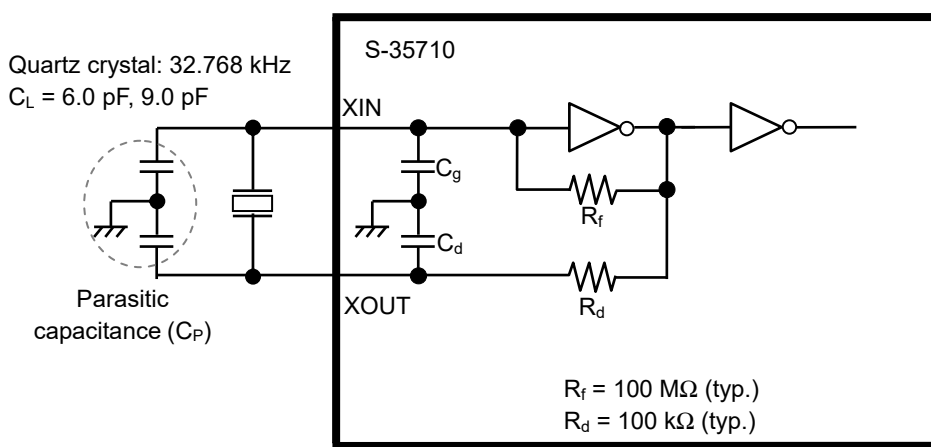 S-35710
Quartz crystal: 32.768 kHz
C_L = 6.0 pF, 9.0 pF
XIN
C_g
R_f
C_d
R_d
XOUT
Parasitic
capacitance (C_P)
R_f = 100 MΩ (typ.)
R_d = 100 kΩ (typ.)